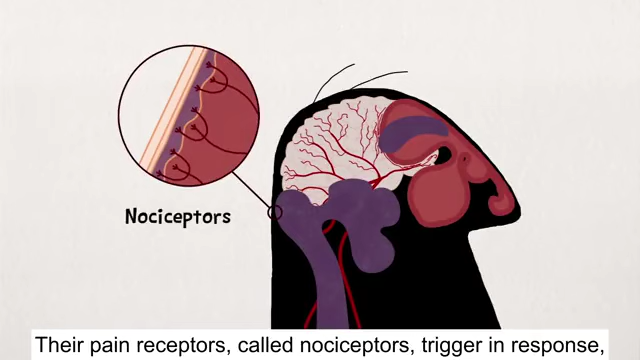 Nociceptors
Their pain receptors, called nociceptors, trigger in response,